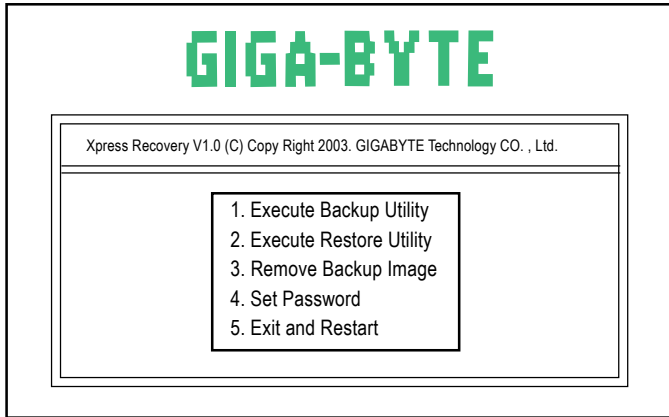 GIGA-BYTE
Xpress Recovery V1.0 (C) Copy Right 2003. GIGABYTE Technology CO. , Ltd.
1. Execute Backup Utility
2. Execute Restore Utility
3. Remove Backup Image
4. Set Password
5. Exit and Restart